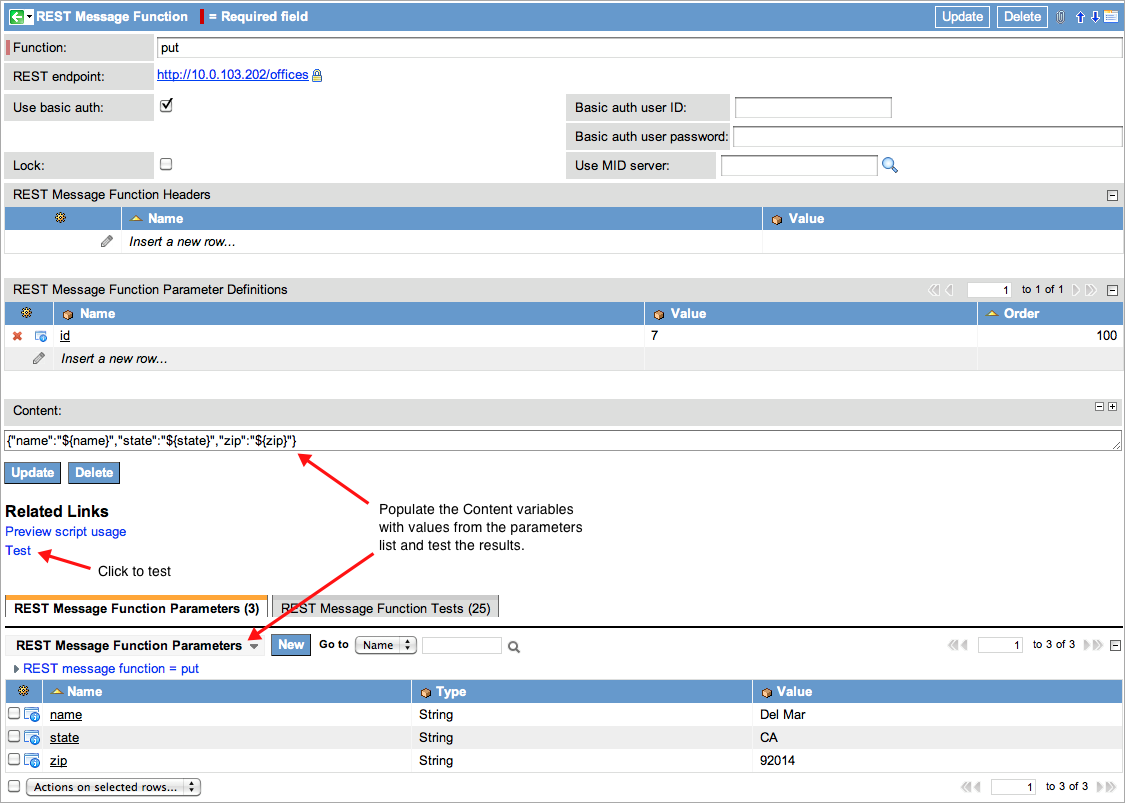 REST Message Function = Required field Update Delete
Function: put
REST endpoint: http://10.0.103.202/offices
Use basic auth: Basic auth user ID:
Basic auth user password:
Lock: Use MID server:
REST Message Function Headers
Name Value
Insert a new row...
REST Message Function Parameter Definitions 1 to 1 of 1
Name Value Order
id 7 100
Insert a new row...
Content:
{"name":"${name}","state":"${state}","zip":"${zip}"}
Update Delete
Populate the Content variables
with values from the parameters
list and test the results.
Related Links
Preview script usage
Test
Click to test
REST Message Function Parameters (3) REST Message Function Tests (25)
REST Message Function Parameters New Go to Name 1 to 3 of 3
REST message function = put
Name Type Value
name String Del Mar
state String CA
zip String 92014
Actions on selected rows... 1 to 3 of 3